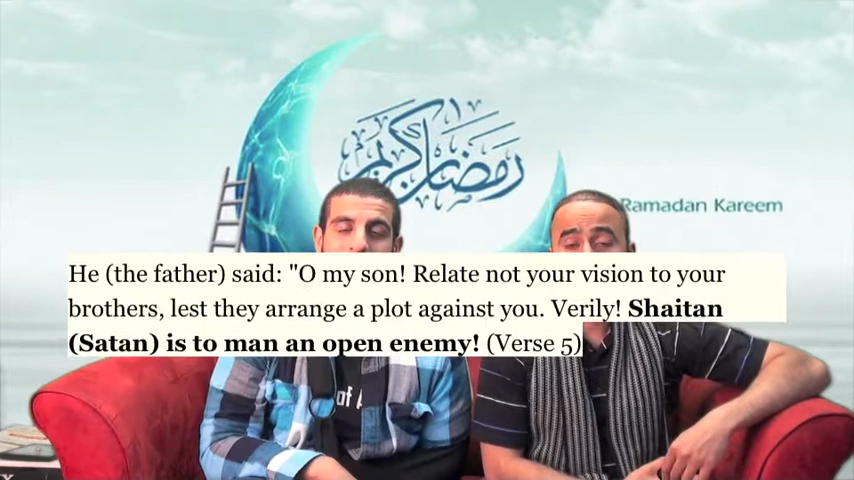 رمضان كريم
Ramadan Kareem
He (the father) said: "O my son! Relate not your vision to your
brothers, lest they arrange a plot against you. Verily! Shaitan
(Satan) is to man an open enemy! (Verse 5)
of